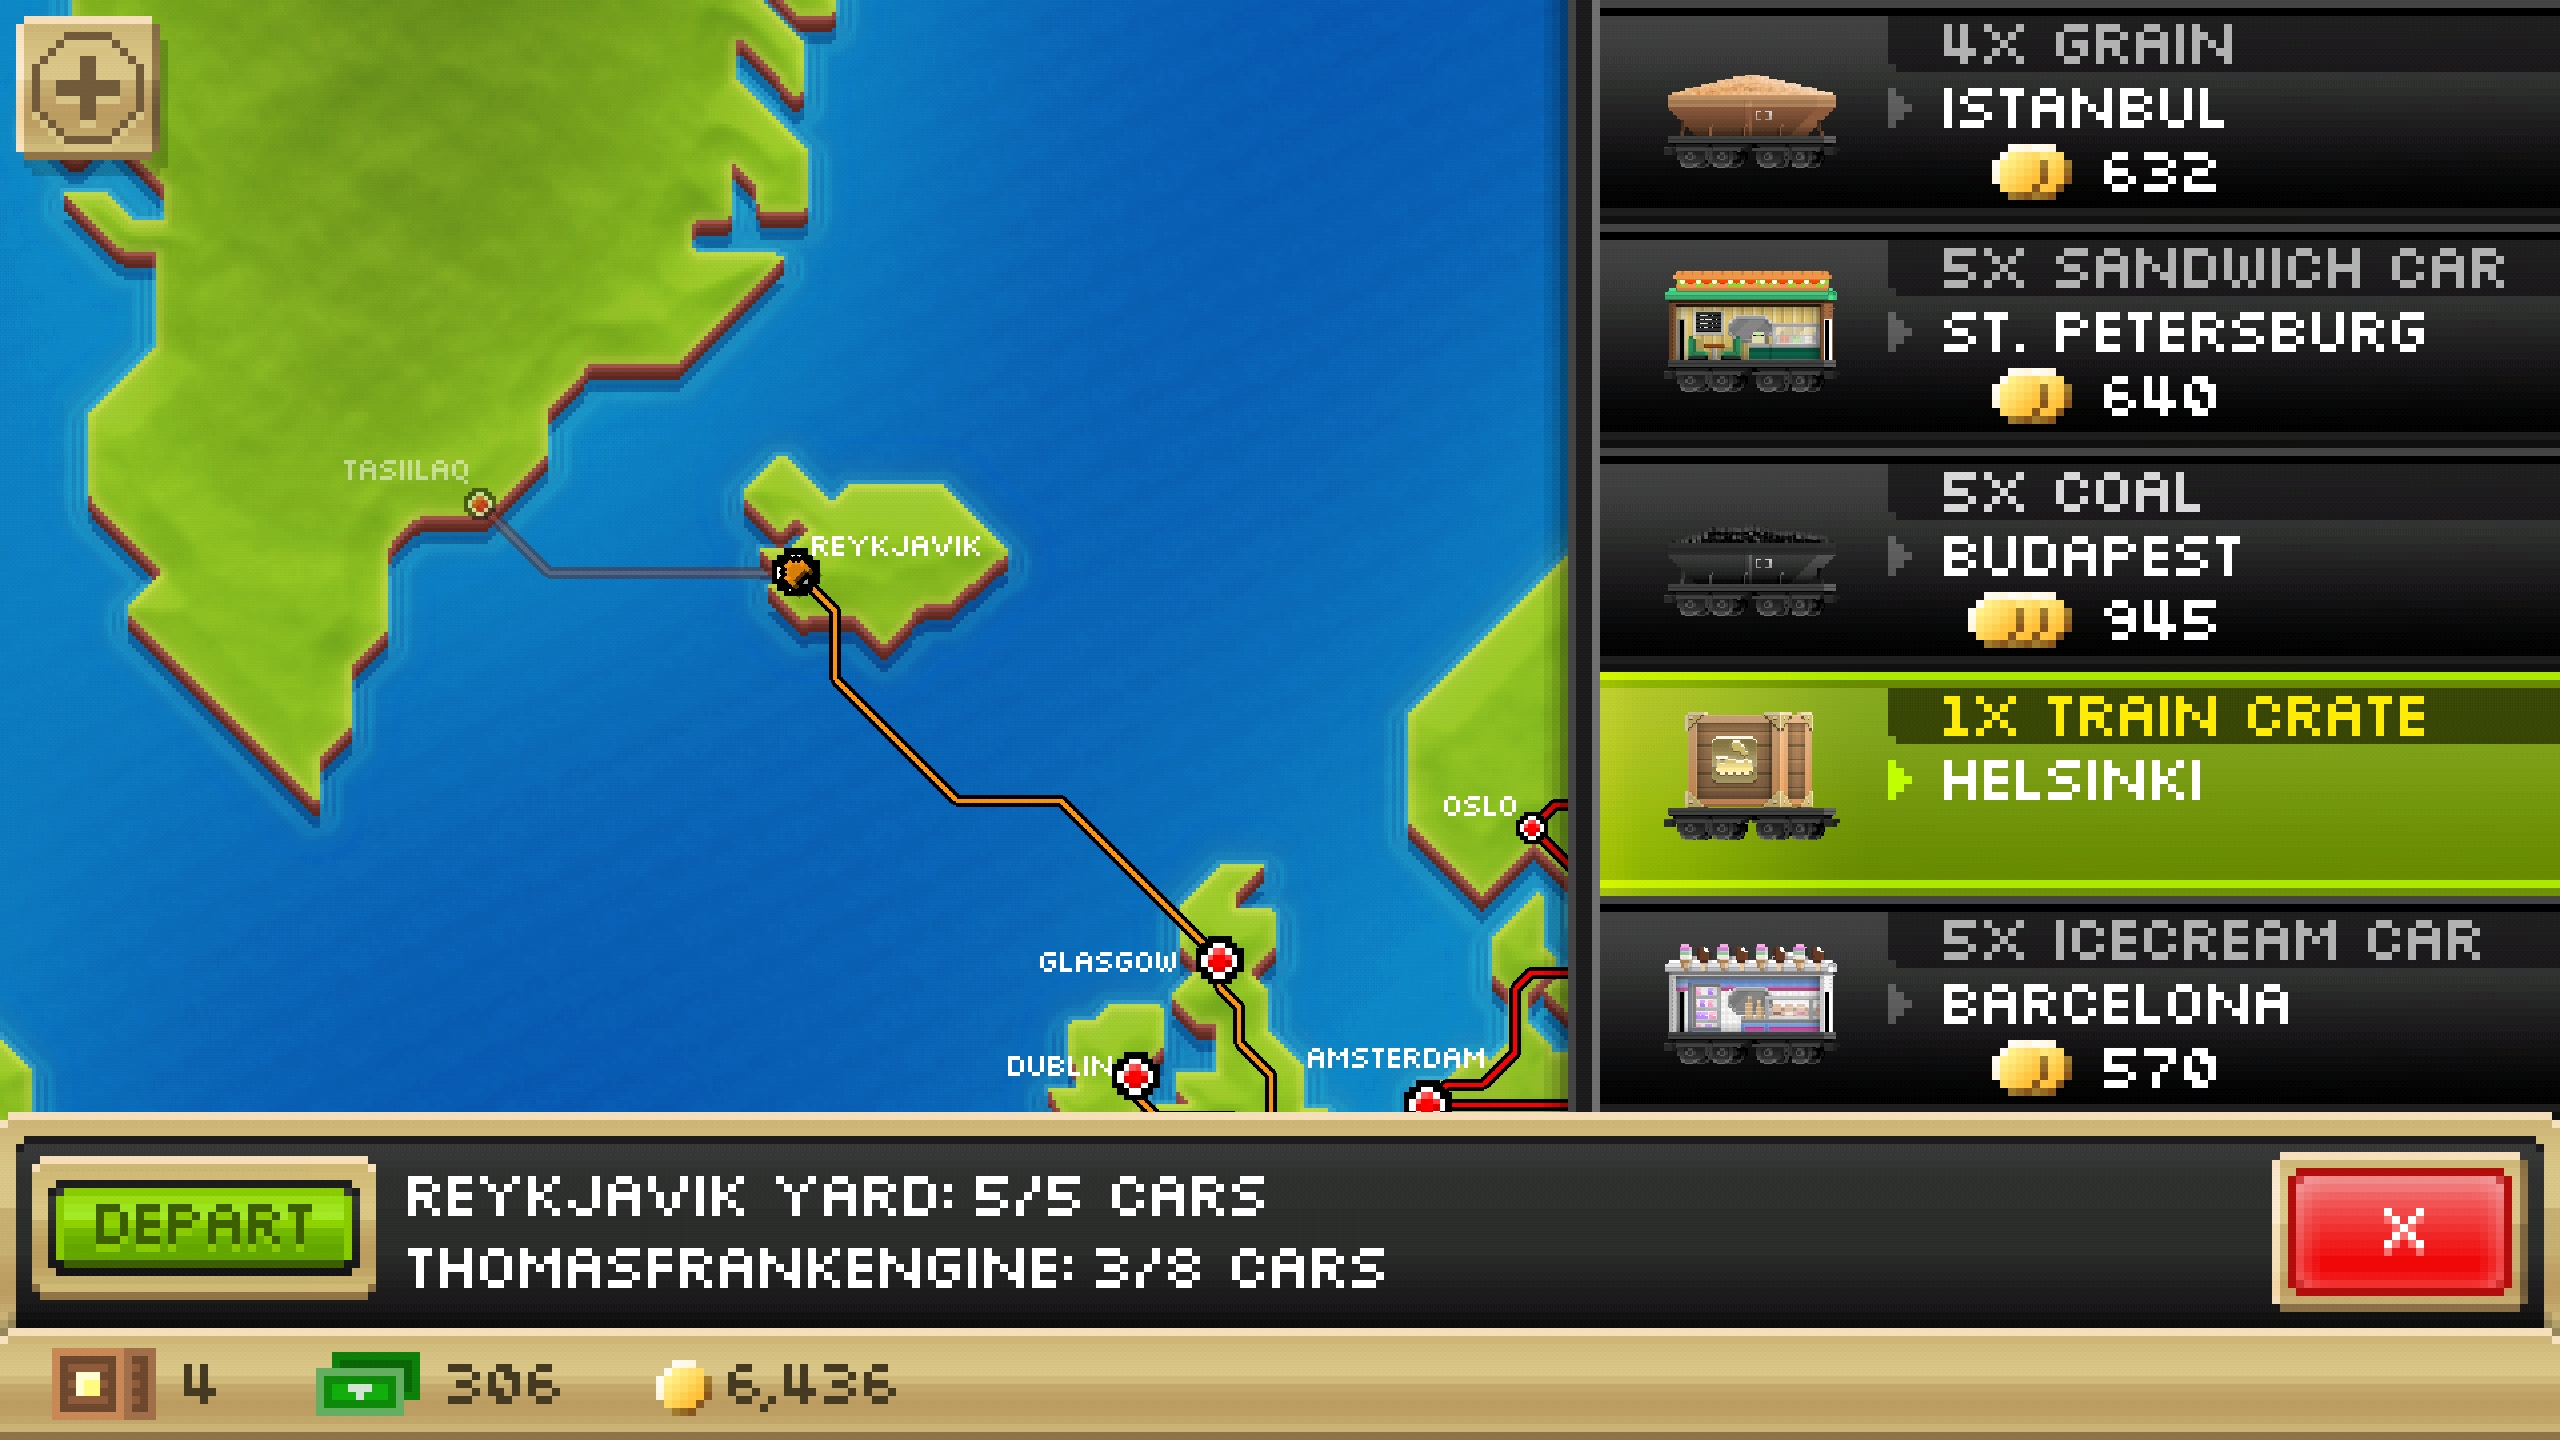 4X GRAIN
ISTANBUL
632
5X SANDWICH CAR
ST. PETERSBURG
640
5X COAL
BUDAPEST
945
1X TRAIN CRATE
HELSINKI
5X ICECREAM CAR
BARCELONA
570
TASIILAQ
REYKJAVIK
OSLO
GLASGOW
DUBLIN
AMSTERDAM
DEPART
REYKJAVIK YARD: 5/5 CARS
THOMASFRANKENGINE: 3/8 CARS
X
4
306
6,436